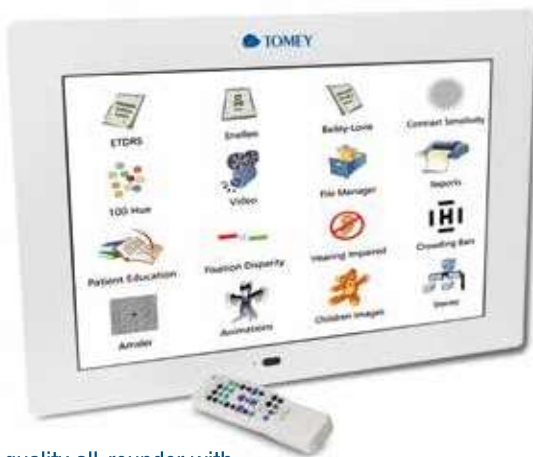 TOMEY
ETDRS
Snellen
Bailey-Lovie
Contrast Sensitivity
100 Hue
Video
File Manager
Reports
Patient Education
Fixation Disparity
Hearing Impaired
Crowding Bars
Amsler
Animations
Children Images
Stereo
quality all-rounder with